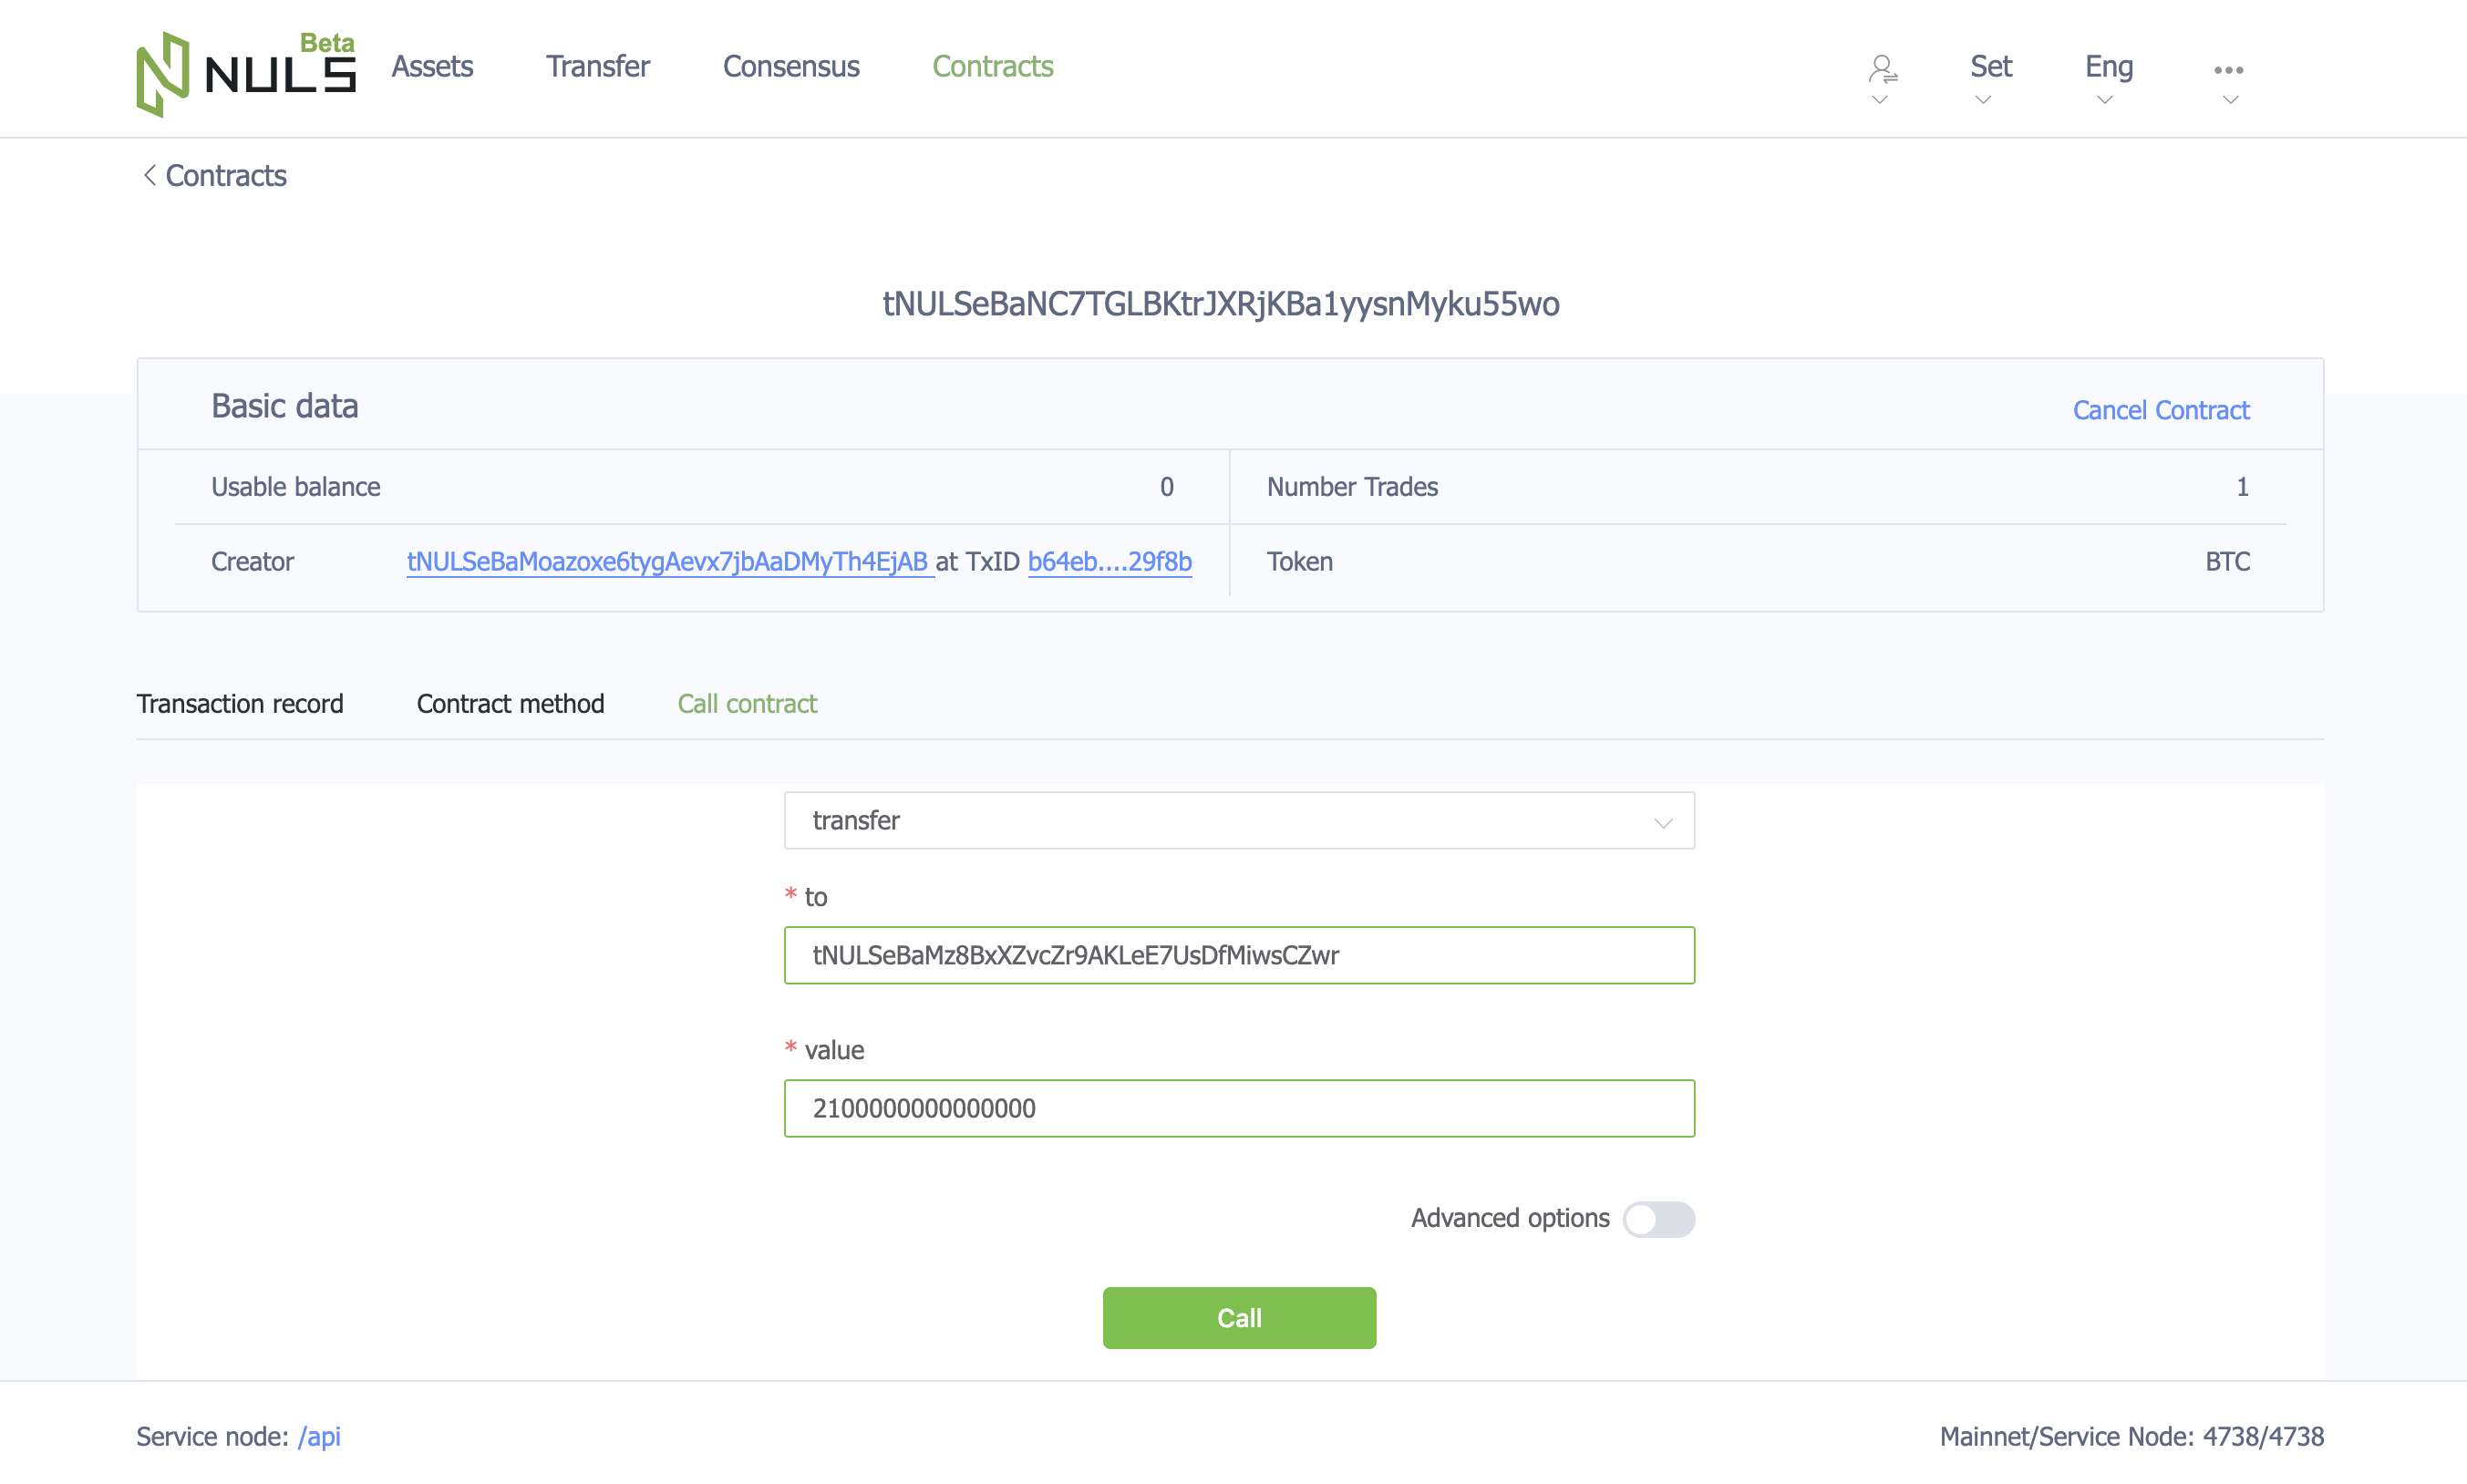 Beta
NULS
Assets Transfer Consensus Contracts Set Eng
Contracts
tNULSeBaNC7TGLBKtrJXRjKBa1yysnMyku55wo
Basic data Cancel Contract
Usable balance 0 Number Trades 1
Creator tNULSeBaMoazoxe6tygAevx7jbAaDMyTh4EjAB at TxID b64eb....29f8b Token BTC
Transaction record Contract method Call contract
transfer
* to
tNULSeBaMz8BxXZvcZr9AKLeE7UsDfMiwsCZwr
* value
2100000000000000
Advanced options
Call
Service node: /api Mainnet/Service Node: 4738/4738